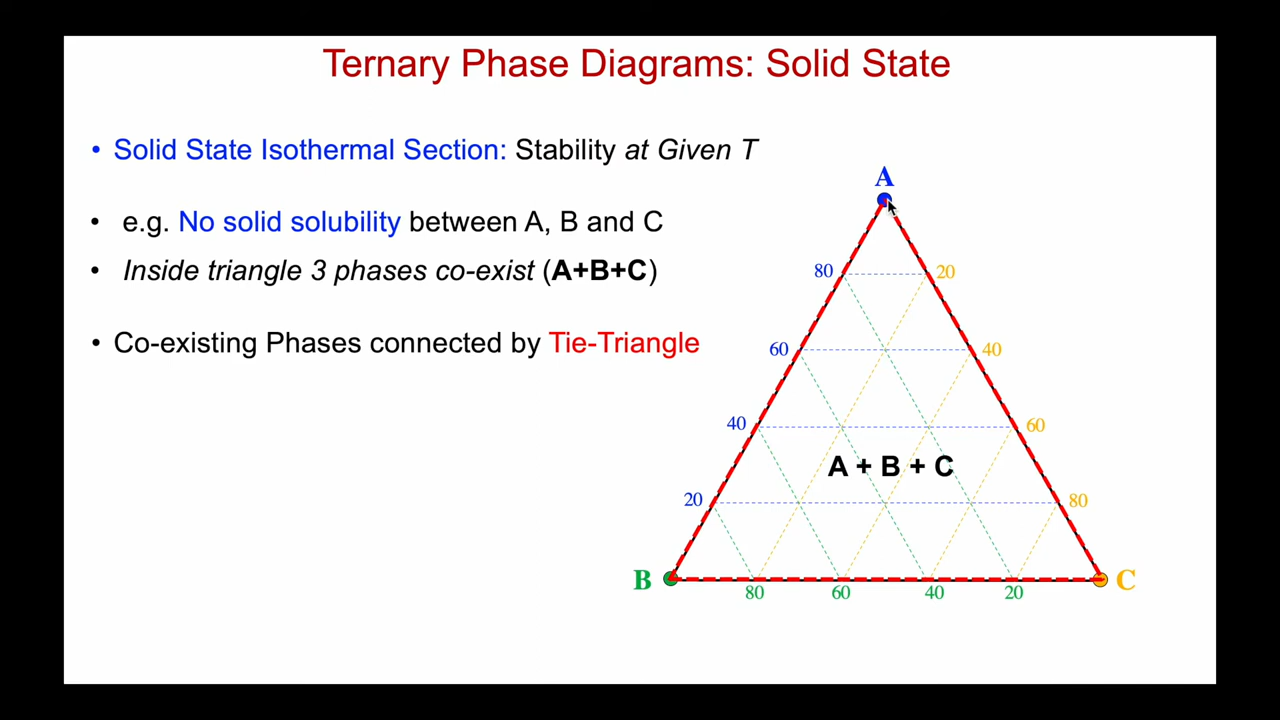 Ternary Phase Diagrams: Solid State
• Solid State Isothermal Section: Stability at Given T
• e.g. No solid solubility between A, B and C
• Inside triangle 3 phases co-exist (A+B+C)
• Co-existing Phases connected by Tie-Triangle
A
80 20
60 40
40 60
A + B + C
20 80
B C
80 60 40 20